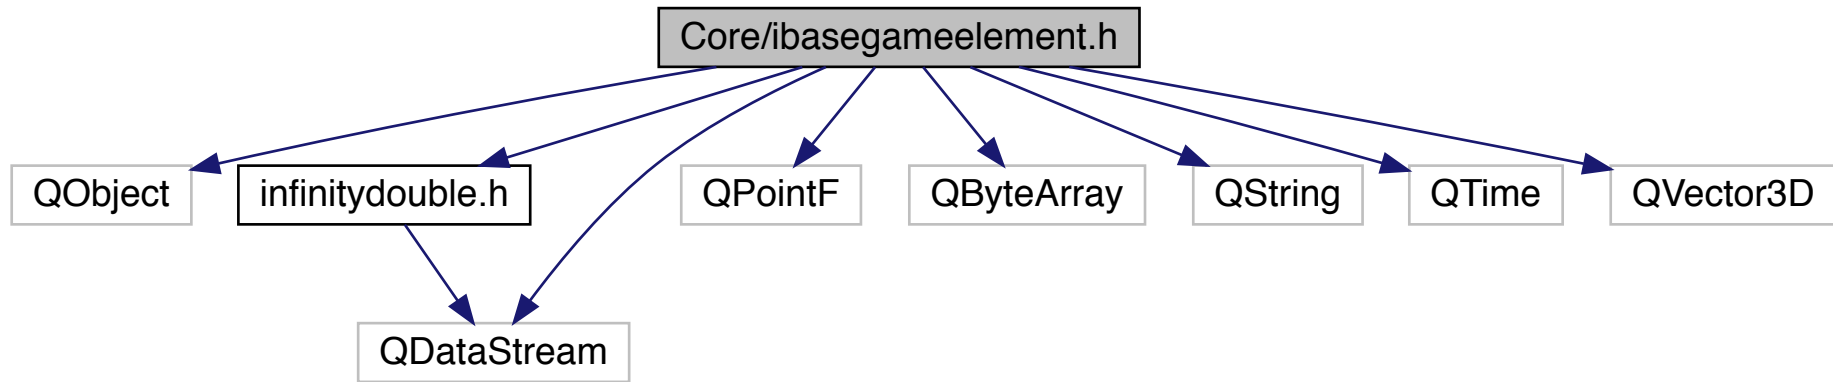 Core/ibasegameelement.h
QObject
infinitydouble.h
QPointF
QByteArray
QString
QTime
QVector3D
QDataStream